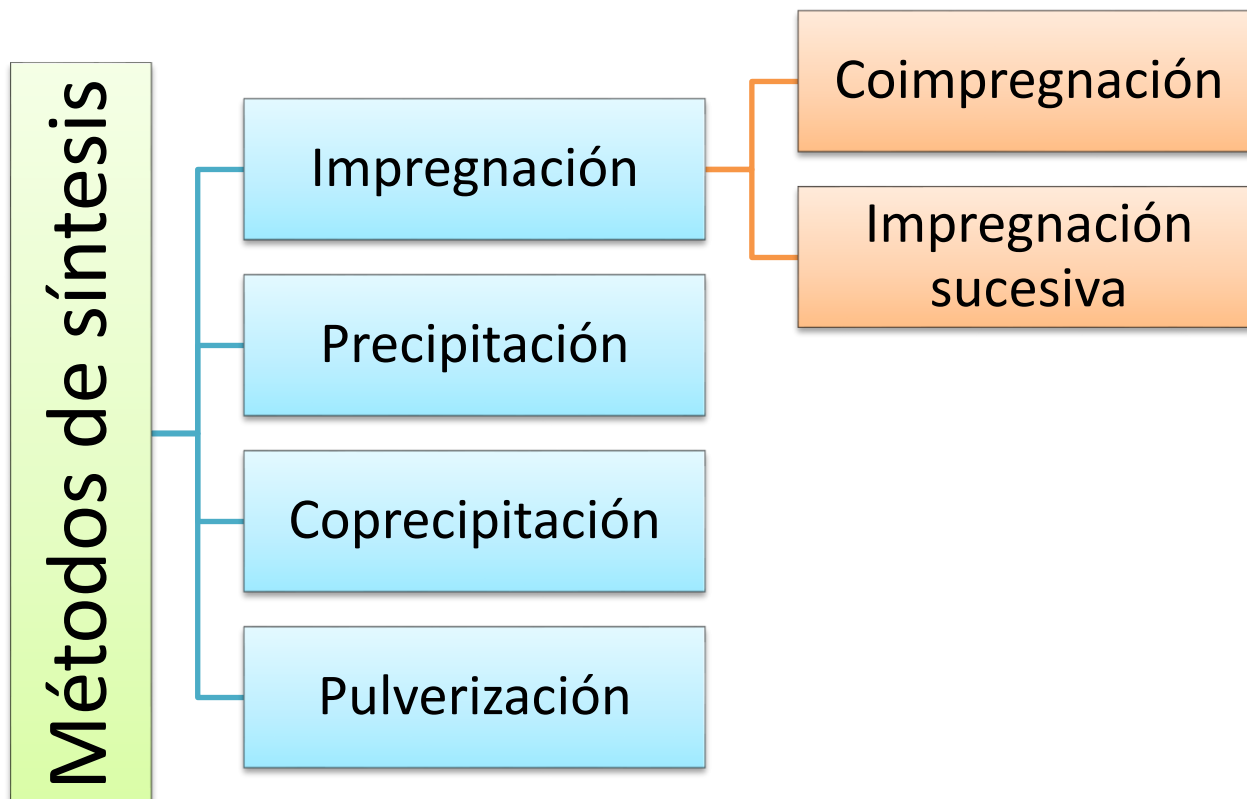 Métodos de síntesis
Impregnación
Coimpregnación
Impregnación
sucesiva
Precipitación
Coprecipitación
Pulverización